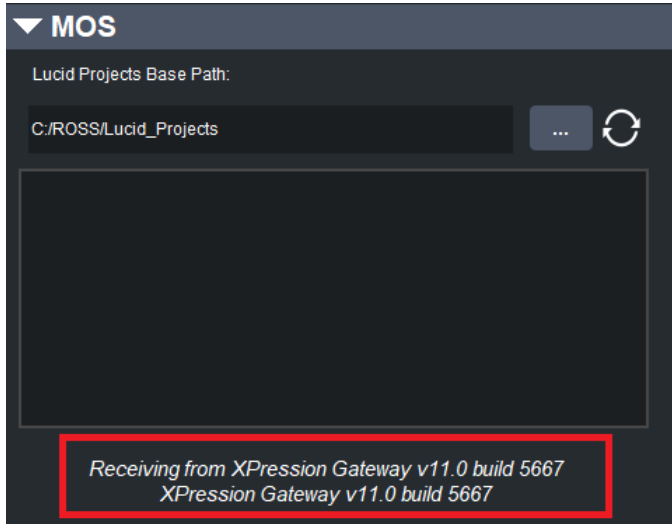 MOS
Lucid Projects Base Path:
C:/ROSS/Lucid_Projects
...
Receiving from XPression Gateway v11.0 build 5667
XPression Gateway v11.0 build 5667